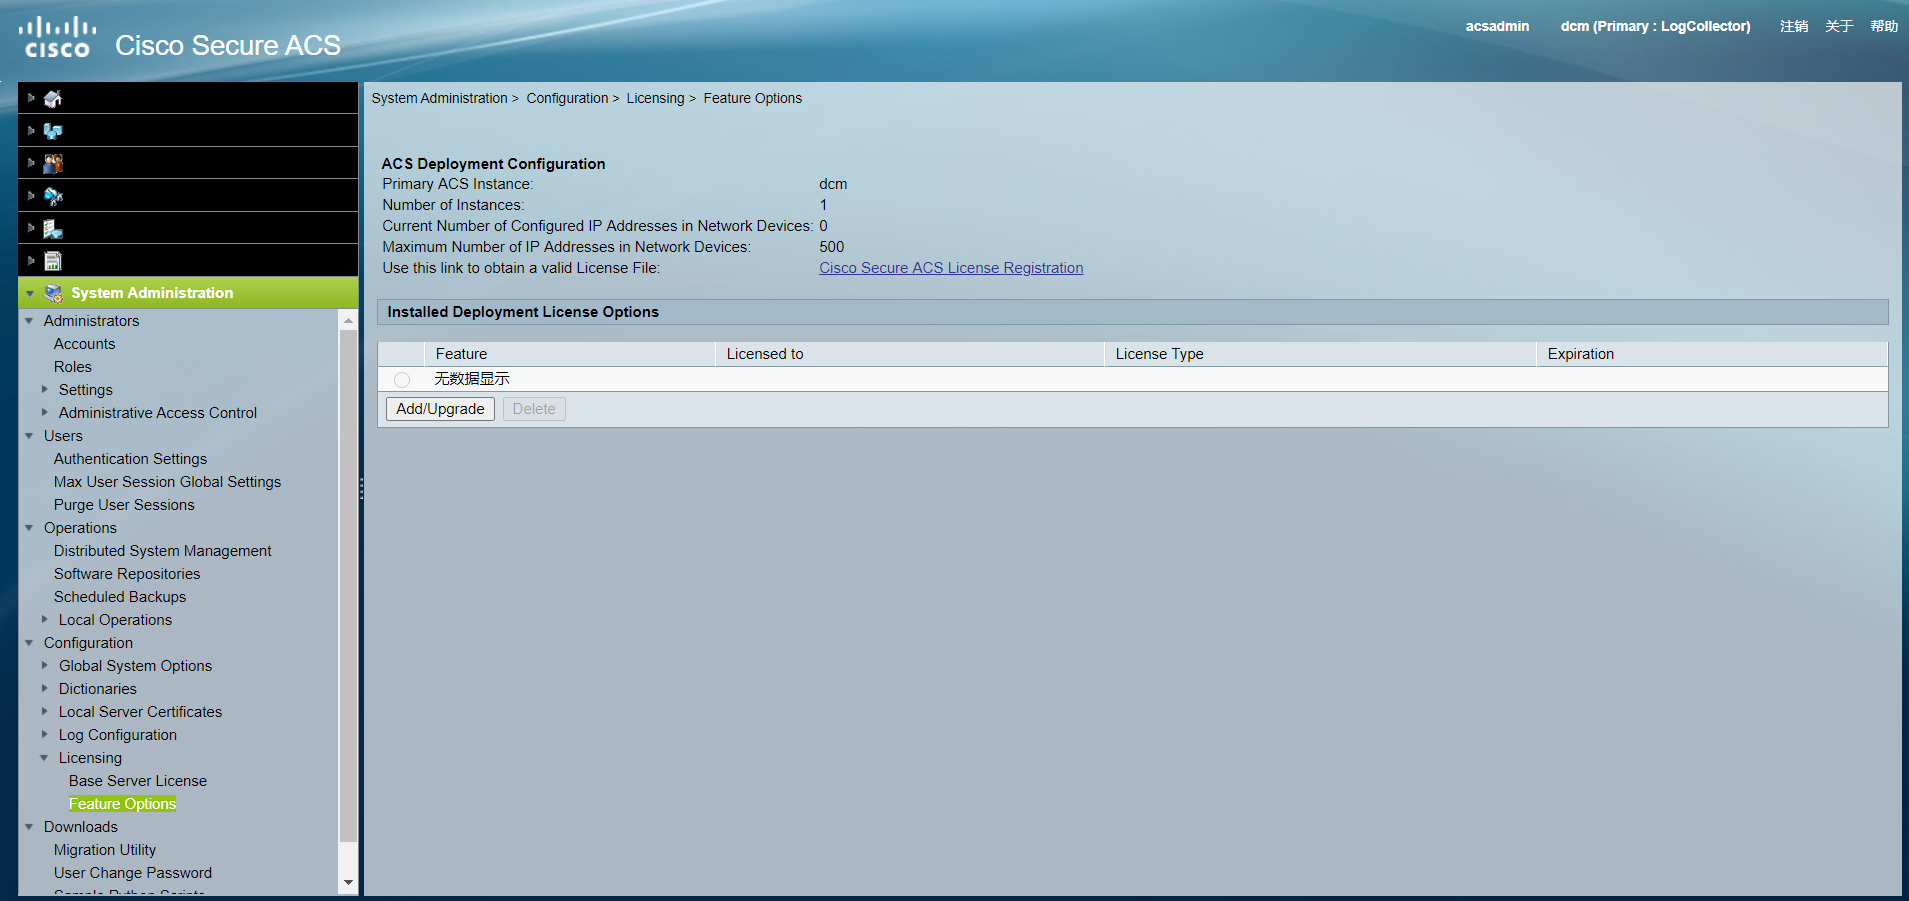 CISCO Cisco Secure ACS
acsadmin dcm (Primary : LogCollector) 注销 关于 帮助
System Administration
Administrators
Accounts
Roles
Settings
Administrative Access Control
Users
Authentication Settings
Max User Session Global Settings
Purge User Sessions
Operations
Distributed System Management
Software Repositories
Scheduled Backups
Local Operations
Configuration
Global System Options
Dictionaries
Local Server Certificates
Log Configuration
Licensing
Base Server License
Feature Options
Downloads
Migration Utility
User Change Password
Sample Python Scripts
System Administration > Configuration > Licensing > Feature Options
ACS Deployment Configuration
Primary ACS Instance: dcm
Number of Instances: 1
Current Number of Configured IP Addresses in Network Devices: 0
Maximum Number of IP Addresses in Network Devices: 500
Use this link to obtain a valid License File: Cisco Secure ACS License Registration
Installed Deployment License Options
Feature Licensed to License Type Expiration
无数据显示
Add/Upgrade Delete